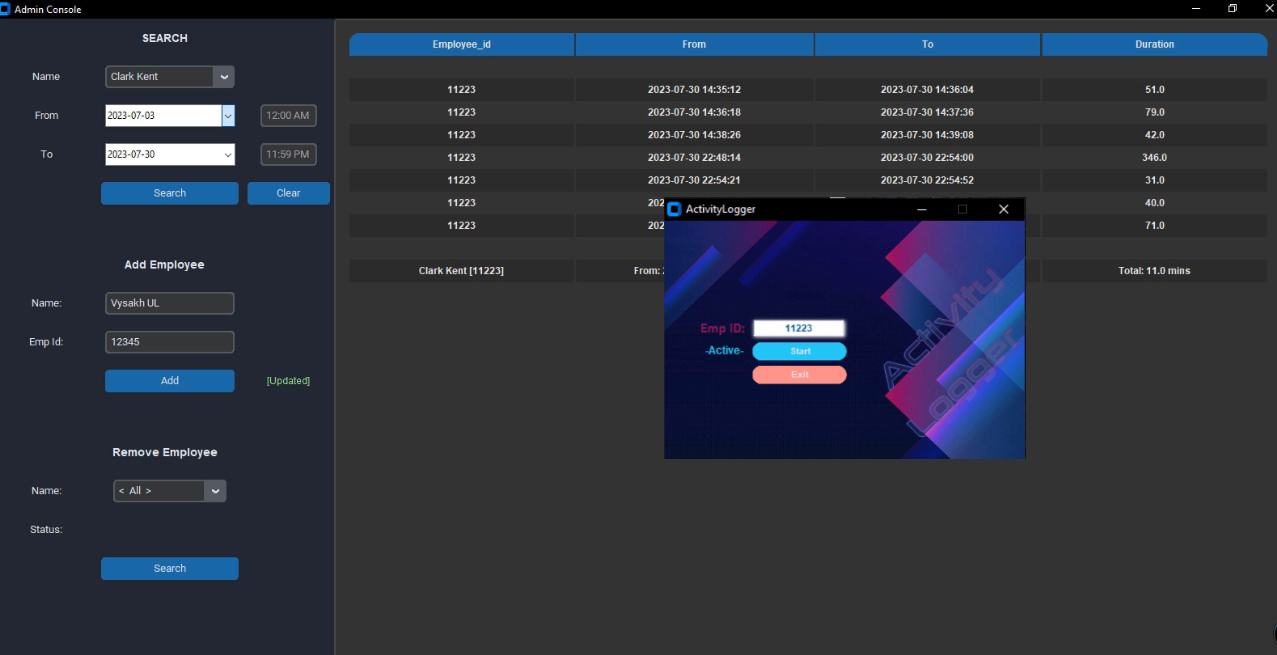 Admin Console
SEARCH
Name
Clark Kent
From
2023-07-03
12:00 AM
To
2023-07-30
11:59 PM
Search
Clear
Add Employee
Name:
Vysakh UL
Emp Id:
12345
Add
[Updated]
Remove Employee
Name:
< All >
Status:
Search
Employee_id From To Duration
11223 2023-07-30 14:35:12 2023-07-30 14:36:04 51.0
11223 2023-07-30 14:36:18 2023-07-30 14:37:36 79.0
11223 2023-07-30 14:38:26 2023-07-30 14:39:08 42.0
11223 2023-07-30 22:48:14 2023-07-30 22:54:00 346.0
11223 2023-07-30 22:54:21 2023-07-30 22:54:52 31.0
11223 202 40.0
11223 202 71.0
Clark Kent [11223] From: Total: 11.0 mins
ActivityLogger
Emp ID:
11223
-Active-
Start
Exit
Activity
Logger